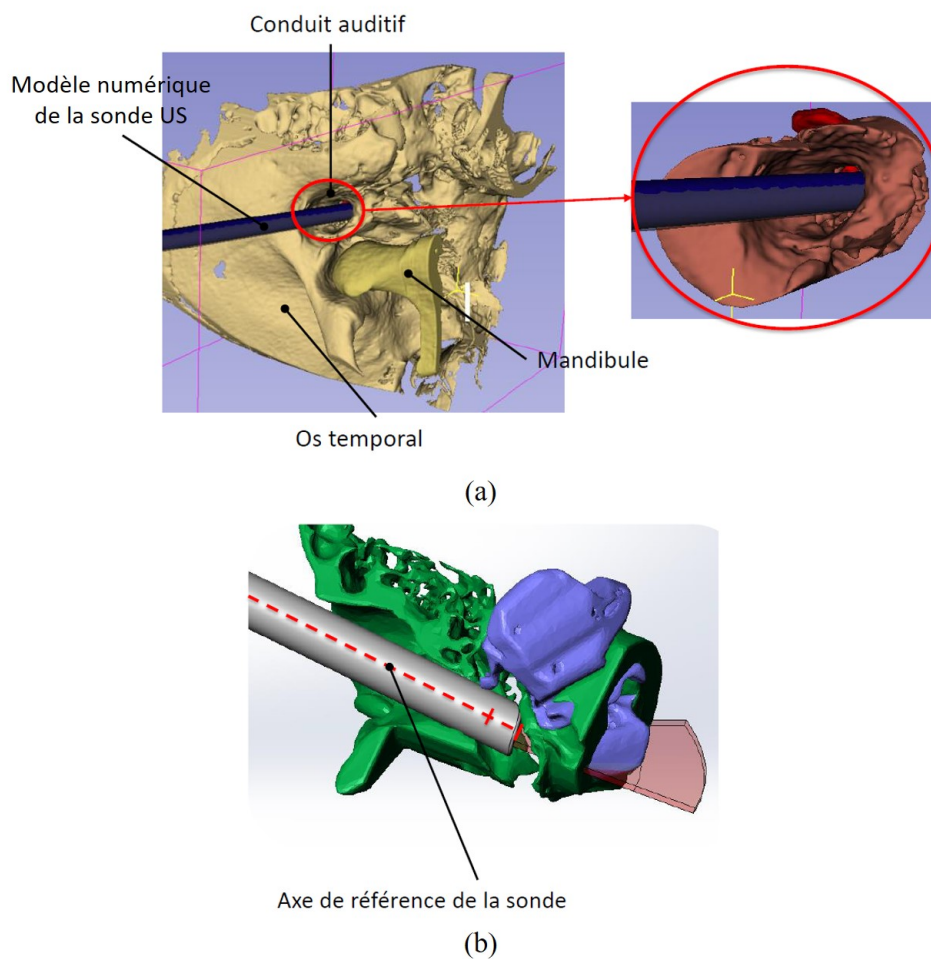 Conduit auditif
Modèle numérique
de la sonde US
Mandibule
Os temporal
(a)
Axe de référence de la sonde
(b)